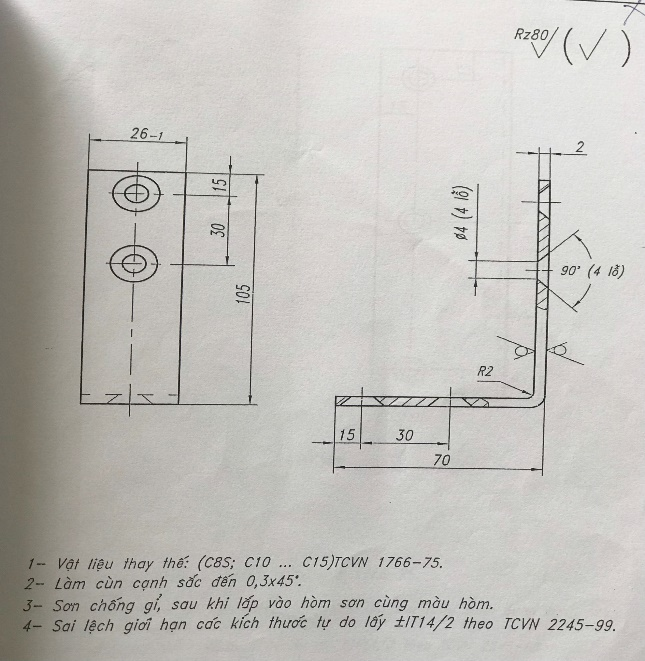 Rz80
26-1
2
15
30
105
ø4 (4 lỗ)
90° (4 lỗ)
R2
15
30
70
1- Vật liệu thay thế: (C8S; C10 ... C15)TCVN 1766-75.
2- Làm cùn cạnh sắc đến 0,3x45°.
3- Sơn chống gỉ, sau khi lắp vào hòm sơn cùng màu hòm.
4- Sai lệch giới hạn các kích thước tự do lấy ±IT14/2 theo TCVN 2245-99.